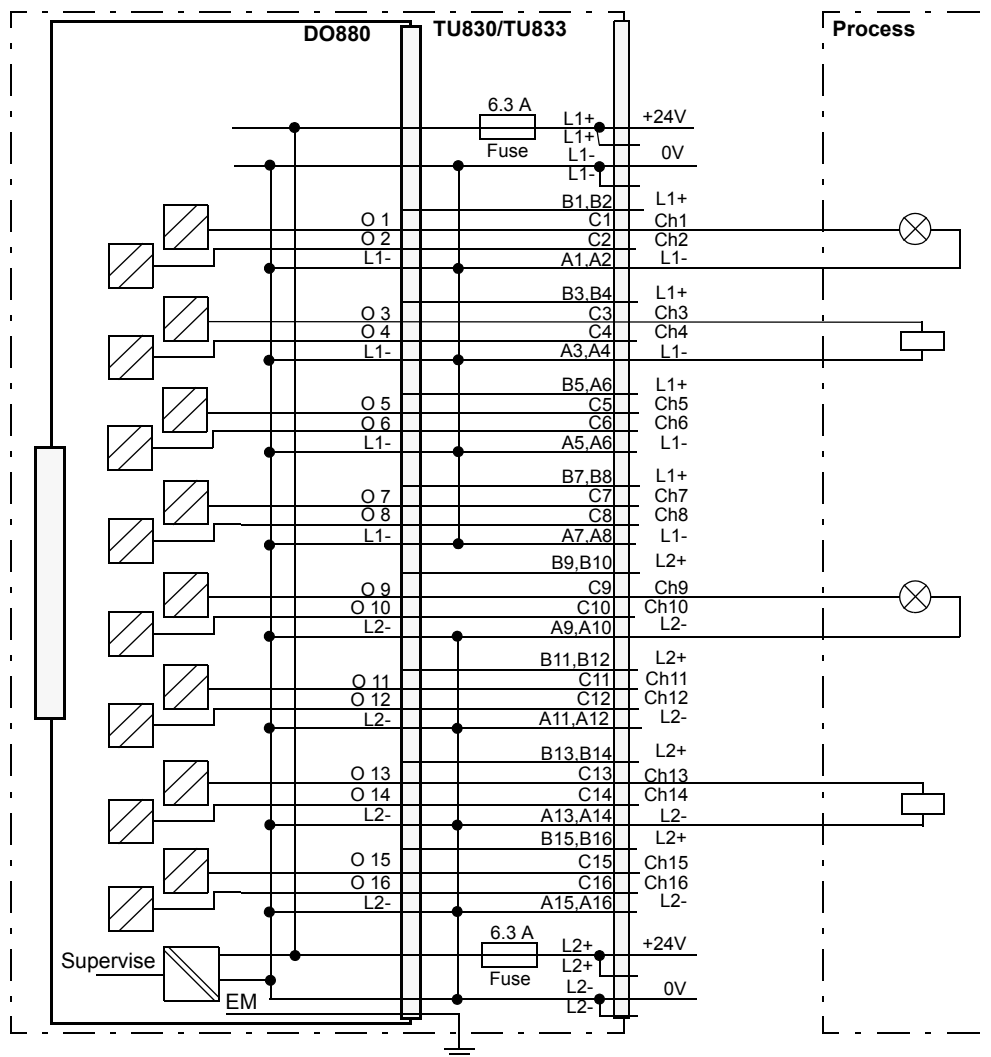 DO880 TU830/TU833 Process
6.3 A
Fuse
L1+ +24V
L1+
L1- 0V
L1-
B1,B2 L1+
O 1 C1 Ch1
O 2 C2 Ch2
L1- A1,A2 L1-
B3,B4 L1+
O 3 C3 Ch3
O 4 C4 Ch4
L1- A3,A4 L1-
B5,A6 L1+
O 5 C5 Ch5
O 6 C6 Ch6
L1- A5,A6 L1-
B7,B8 L1+
O 7 C7 Ch7
O 8 C8 Ch8
L1- A7,A8 L1-
B9,B10 L2+
O 9 C9 Ch9
O 10 C10 Ch10
L2- A9,A10 L2-
B11,B12 L2+
O 11 C11 Ch11
O 12 C12 Ch12
L2- A11,A12 L2-
B13,B14 L2+
O 13 C13 Ch13
O 14 C14 Ch14
L2- A13,A14 L2-
B15,B16 L2+
O 15 C15 Ch15
O 16 C16 Ch16
L2- A15,A16 L2-
6.3 A
Fuse
L2+ +24V
L2+
Supervise
L2- 0V
L2-
EM